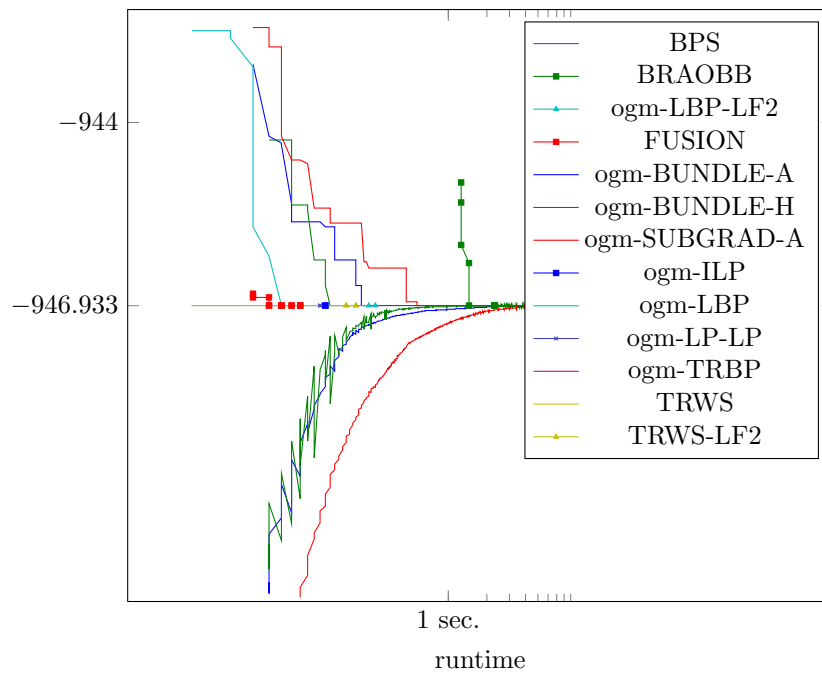 BPS
BRAOBB
ogm-LBP-LF2
FUSION
ogm-BUNDLE-A
ogm-BUNDLE-H
ogm-SUBGRAD-A
ogm-ILP
ogm-LBP
ogm-LP-LP
ogm-TRBP
TRWS
TRWS-LF2
−944
−946.933
1 sec.
runtime